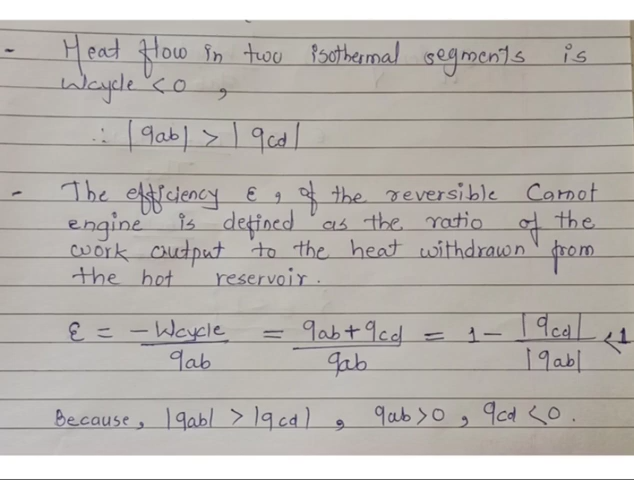 - Heat flow in two isothermal segments is
Wcycle < 0 ,
∴ |qab| > |qcd|
- The efficiency ε, of the reversible Carnot
engine is defined as the ratio of the
work output to the heat withdrawn from
the hot reservoir.
ε = -Wcycle / qab = qab + qcd / qab = 1 - |qcd| / |qab| < 1
Because, |qab| > |qcd| , qab > 0 , qcd < 0 .